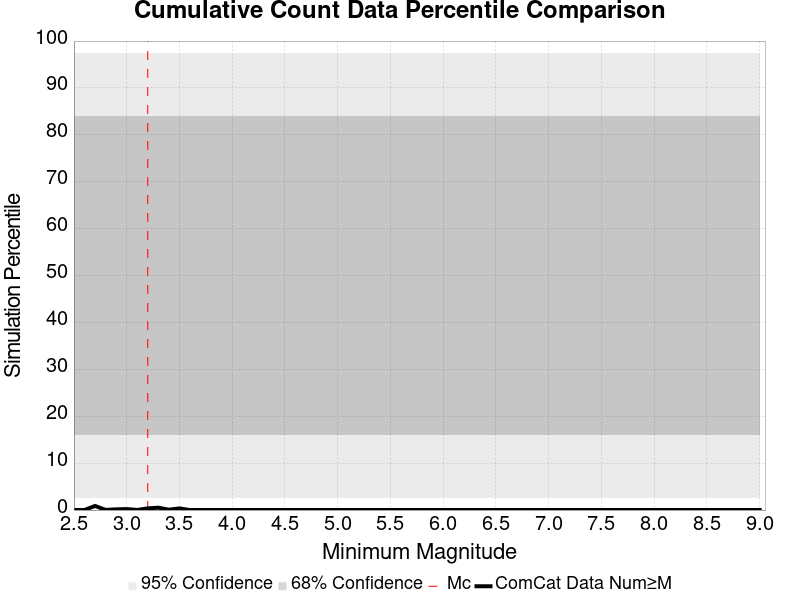 Cumulative Count Data Percentile Comparison
100
90
80
70
60
50
40
30
20
10
0
Simulation Percentile
2.5 3.0 3.5 4.0 4.5 5.0 5.5 6.0 6.5 7.0 7.5 8.0 8.5 9.0
Minimum Magnitude
95% Confidence 68% Confidence Mc ComCat Data Num≥M